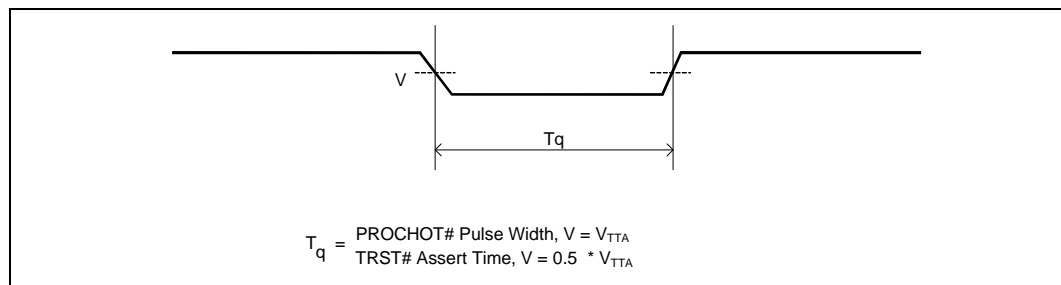 V
Tq
Tq = PROCHOT# Pulse Width, V = VTTA
TRST# Assert Time, V = 0.5 * VTTA